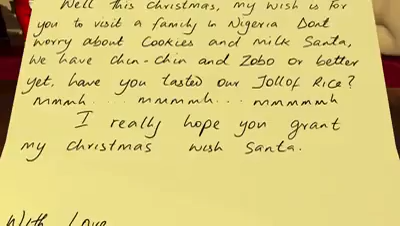 Well this christmas, my wish is for
you to visit a family in Nigeria Dont
worry about Cookies and milk Santa,
We have chin-chin and Zobo or better
yet, have you tasted our Jollof Rice?
Mmmh... mmmmh... mmmmmh
I really hope you grant
my christmas wish Santa.
With Love